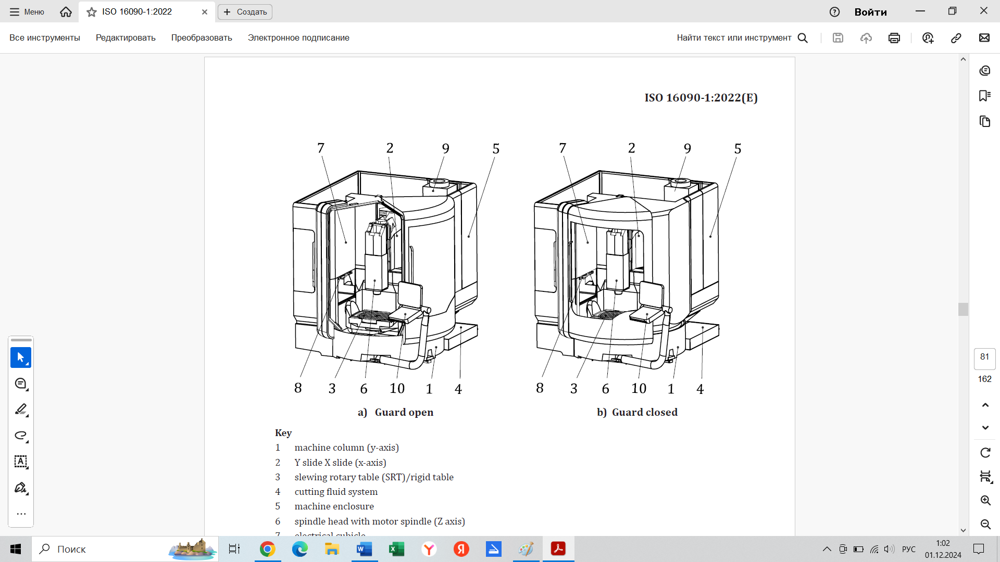 Меню
ISO 16090-1:2022
Создать
Войти
Все инструменты
Редактировать
Преобразовать
Электронное подписание
Найти текст или инструмент
ISO 16090-1:2022(E)
7 2 9 5
7 2 9 5
8 3 6 10 1 4
8 3 6 10 1 4
a) Guard open
b) Guard closed
Key
1 machine column (y-axis)
2 Y slide X slide (x-axis)
3 slewing rotary table (SRT)/rigid table
4 cutting fluid system
5 machine enclosure
6 spindle head with motor spindle (Z axis)
7 electrical cubicle
81
162
Поиск
РУС
1:02
01.12.2024